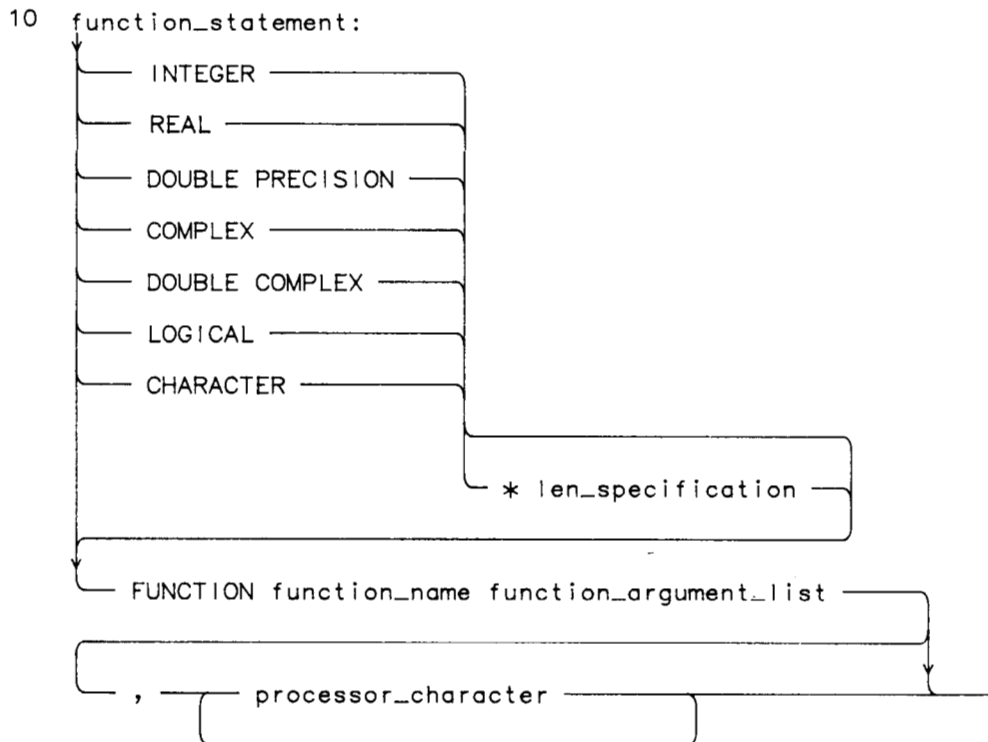 10 function_statement:
INTEGER
REAL
DOUBLE PRECISION
COMPLEX
DOUBLE COMPLEX
LOGICAL
CHARACTER
* len_specification
FUNCTION function_name function_argument_list
, processor_character